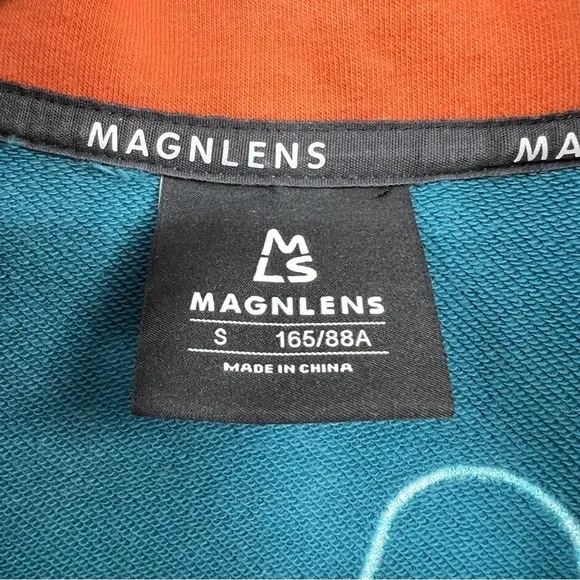 MAGNLENS MA
MLS
MAGNLENS
S 165/88A
MADE IN CHINA